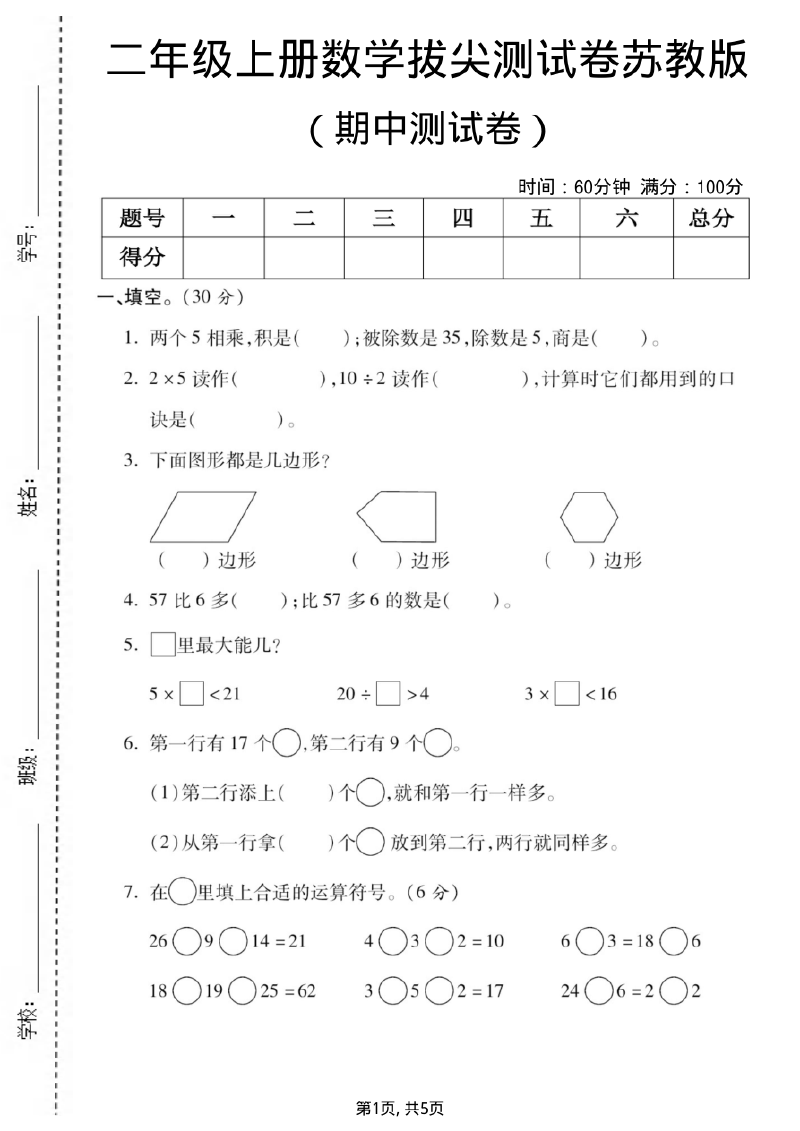 二年级上册数学拔尖测试卷苏教版
（期中测试卷）
时间：60分钟 满分：100分
题号 一 二 三 四 五 六 总分
得分
一、填空。(30 分)
1. 两个 5 相乘,积是(  );被除数是 35,除数是 5,商是(  )。
2. 2×5 读作(  ),10÷2 读作(  ),计算时它们都用到的口
诀是(  )。
3. 下面图形都是几边形?
(  )边形 (  )边形 (  )边形
4. 57 比 6 多(  );比 57 多 6 的数是(  )。
5. □里最大能几?
5×□<21 20÷□>4 3×□<16
6. 第一行有 17 个○,第二行有 9 个○。
(1)第二行添上(  )个○,就和第一行一样多。
(2)从第一行拿(  )个○放到第二行,两行就同样多。
7. 在○里填上合适的运算符号。(6 分)
26○9○14=21 4○3○2=10 6○3=18○6
18○19○25=62 3○5○2=17 24○6=2○2
学号：
姓名：
班级：
学校：
第1页, 共5页